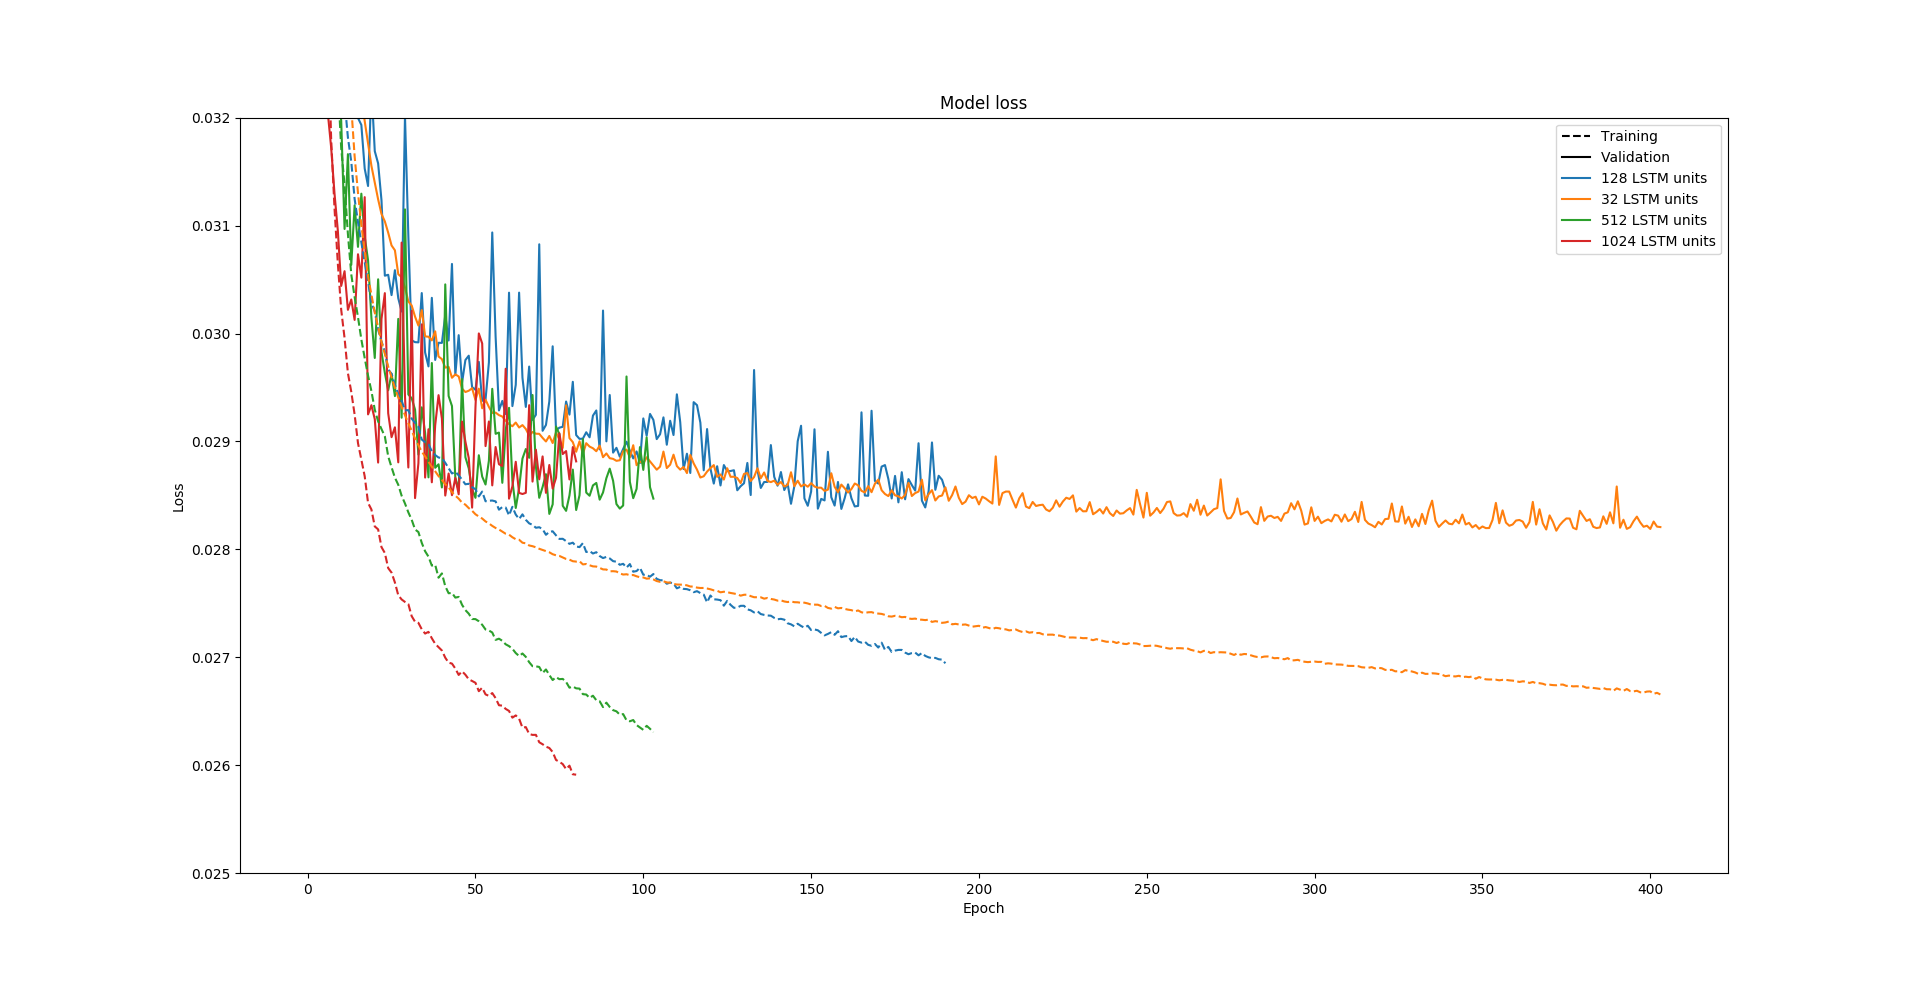 Model loss
0.032
0.031
0.030
0.029
0.028
0.027
0.026
0.025
Loss
0
50
100
150
200
250
300
350
400
Epoch
Training
Validation
128 LSTM units
32 LSTM units
512 LSTM units
1024 LSTM units